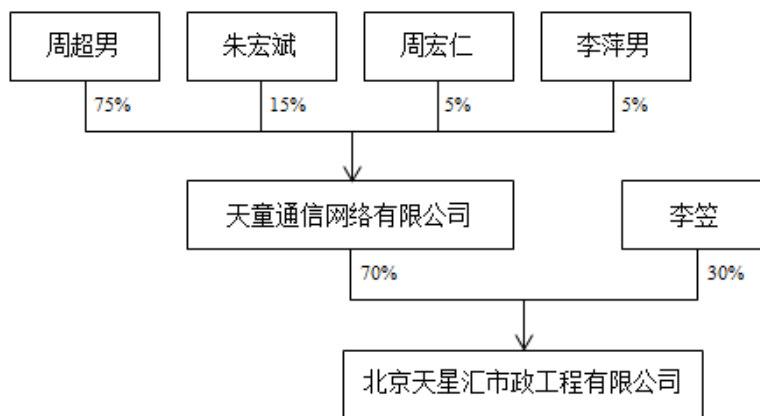 周超男 朱宏斌 周宏仁 李萍男
75% 15% 5% 5%
天童通信网络有限公司 李笠
70% 30%
北京天星汇市政工程有限公司